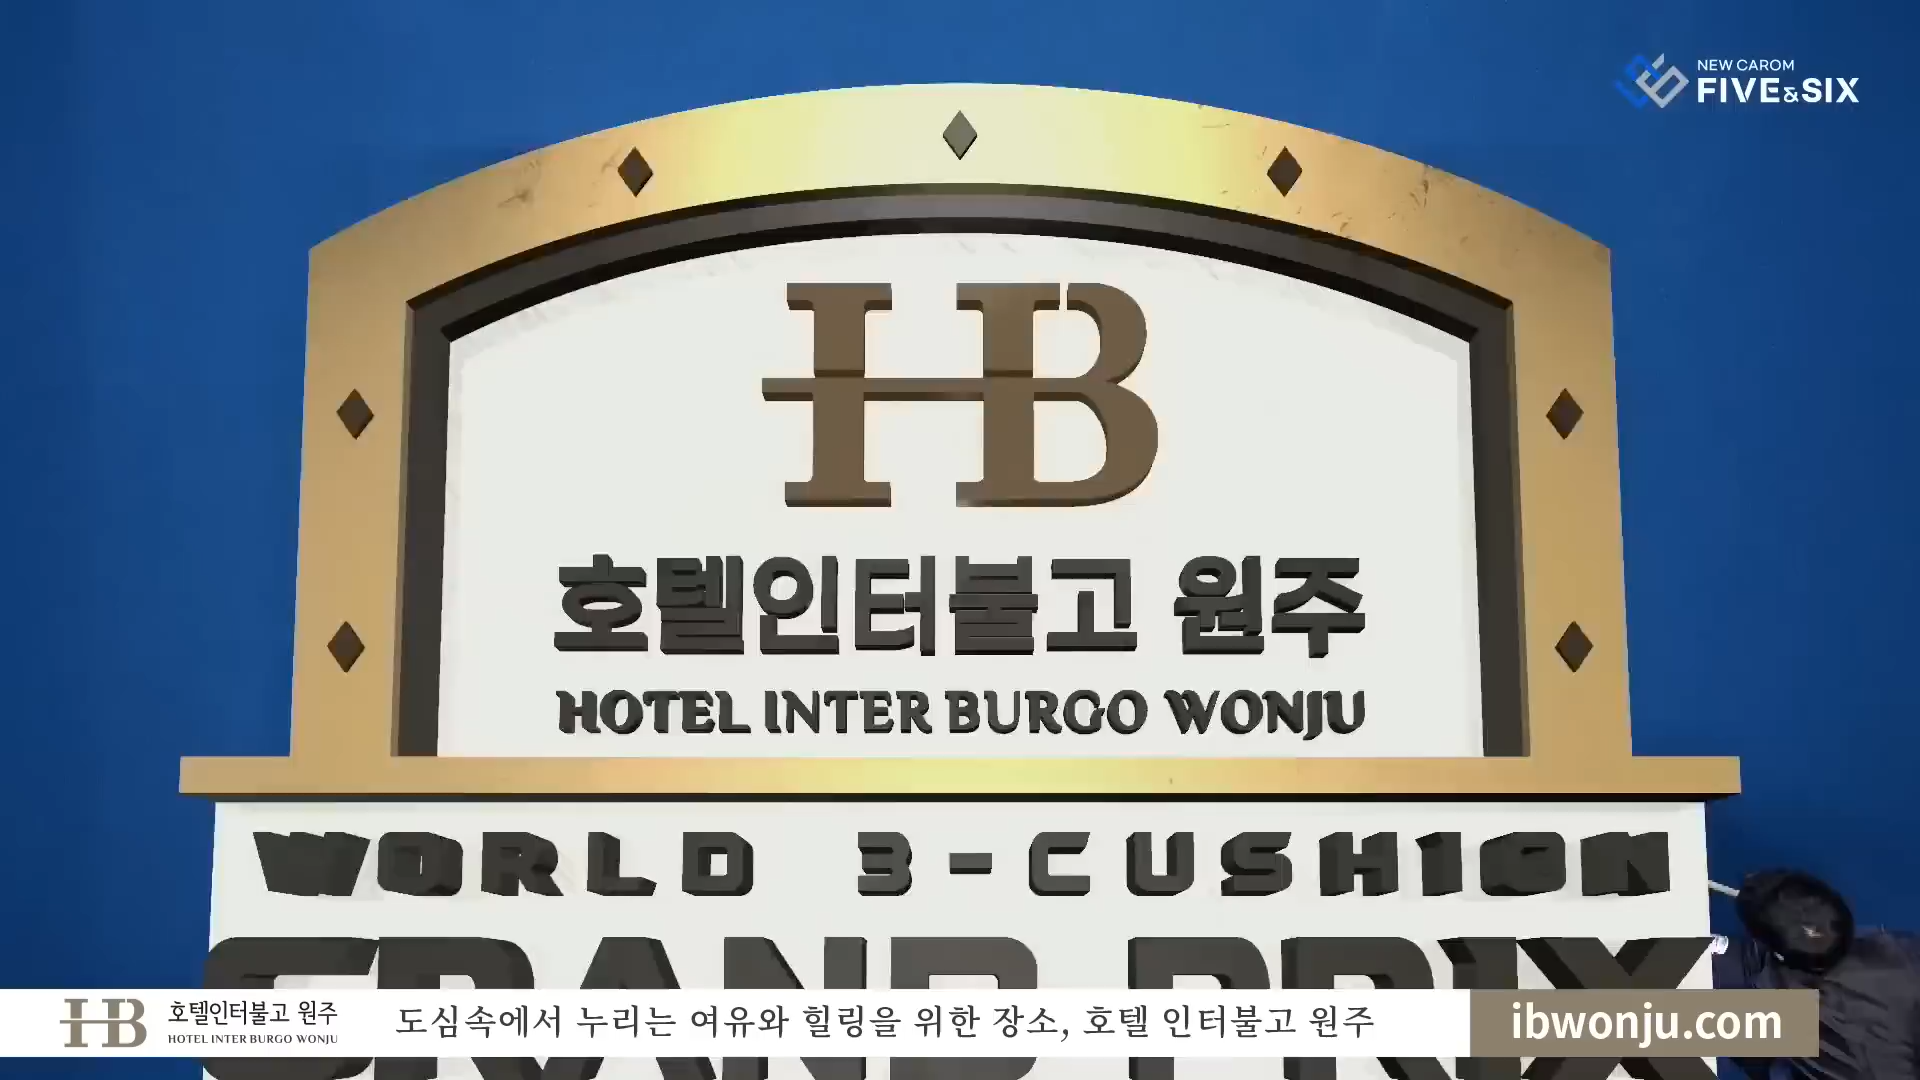 NEW CAROM
FIVE&SIX
HB
호텔인터불고 원주
HOTEL INTER BURGO WONJU
WORLD 3-CUSHION
GRAND PRIX
HB
호텔인터불고 원주
HOTEL INTER BURGO WONJU
도심속에서 누리는 여유와 힐링을 위한 장소, 호텔 인터불고 원주
ibwonju.com